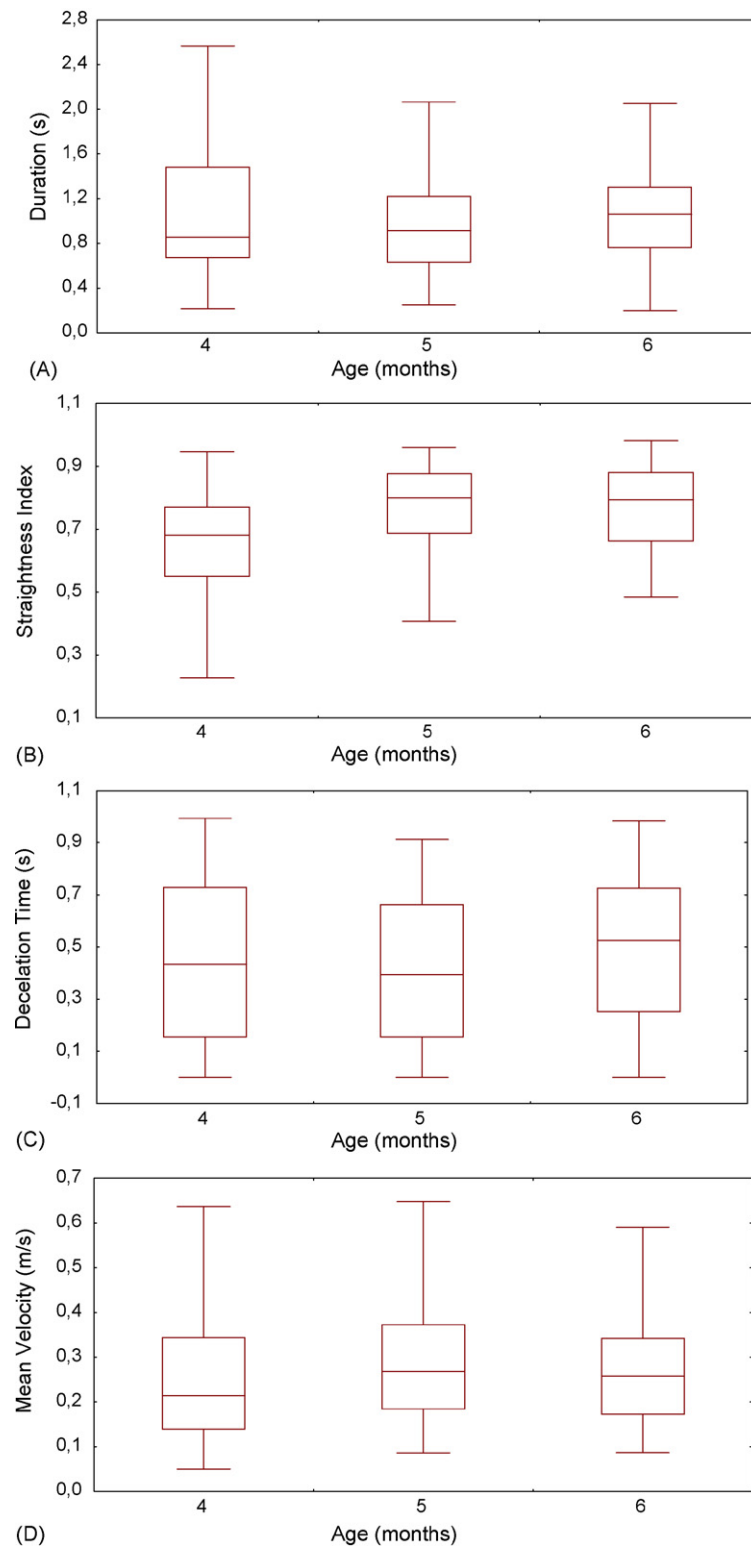 2,8
2,4
2,0
1,6
1,2
0,8
0,4
0,0
Duration (s)
4 5 6
(A) Age (months)
1,1
0,9
0,7
0,5
0,3
0,1
Straightness Index
4 5 6
(B) Age (months)
1,1
0,9
0,7
0,5
0,3
0,1
-0,1
Decelation Time (s)
4 5 6
(C) Age (months)
0,7
0,6
0,5
0,4
0,3
0,2
0,1
0,0
Mean Velocity (m/s)
4 5 6
(D) Age (months)